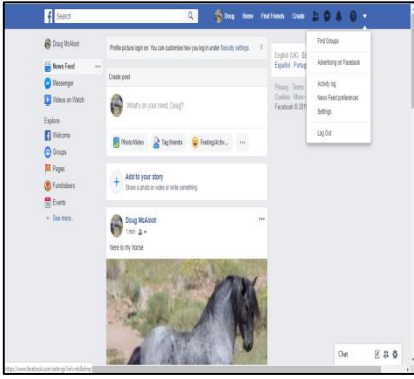 f Search Doug Home Find Friends Create
Doug McAloot
News Feed
Messenger
Videos on Watch
Explore
Welcome
Groups
Pages
Fundraisers
Events
See more...
Profile picture login on. You can customise how you log in under Security settings.
Create post
What's on your mind, Doug?
Photo/Video Tag friends Feeling/Activ...
Add to your story
Share a photo or video or write something
Doug McAloot
1 min
here is my horse
English (UK)
Español
Privacy Terms
Cookies More
Facebook © 201
Find Groups
Advertising on Facebook
Activity log
News Feed preferences
Settings
Log Out
Chat